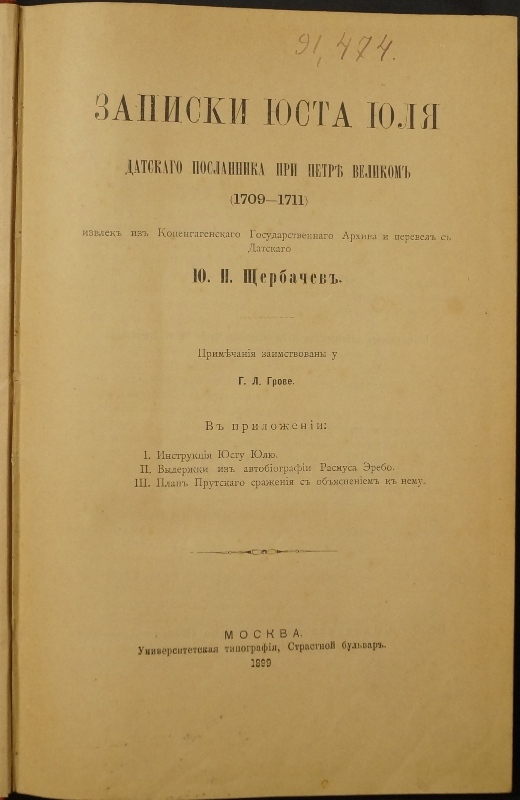 91,474.
ЗАПИСКИ ЮСТА ЮЛЯ
ДАТСКАГО ПОСЛАННИКА ПРИ ПЕТРѢ ВЕЛИКОМЪ
(1709—1711)
извлекъ изъ Копенгагенскаго Государственнаго Архива и перевелъ съ
Датскаго
Ю. Н. Щербачевъ.
Примѣчанія заимствованы у
Г. Л. Грове.
Въ приложеніи:
I. Инструкція Юсту Юлю.
II. Выдержки изъ автобіографіи Расмуса Эребо.
III. Планъ Прутскаго сраженія съ объясненіемъ къ нему.
МОСКВА.
Университетская типографія, Страстной бульваръ.
1899